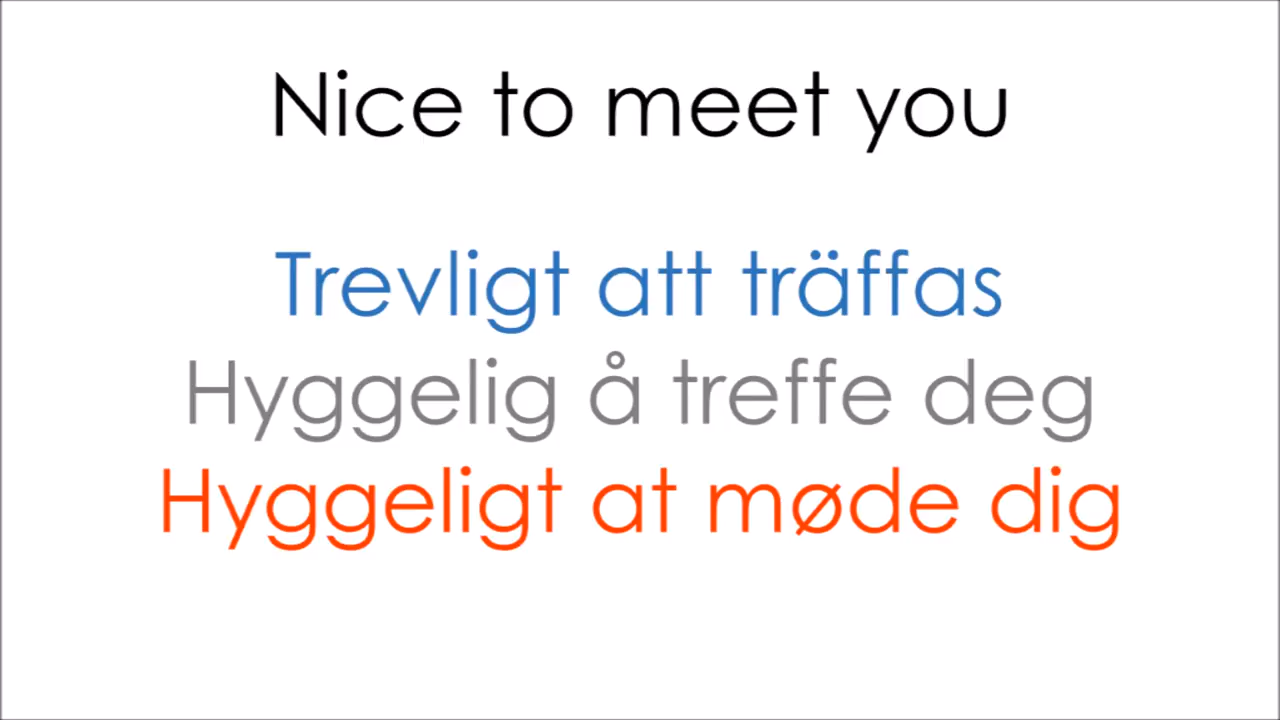 Nice to meet you
Trevligt att träffas
Hyggelig å treffe deg
Hyggeligt at møde dig